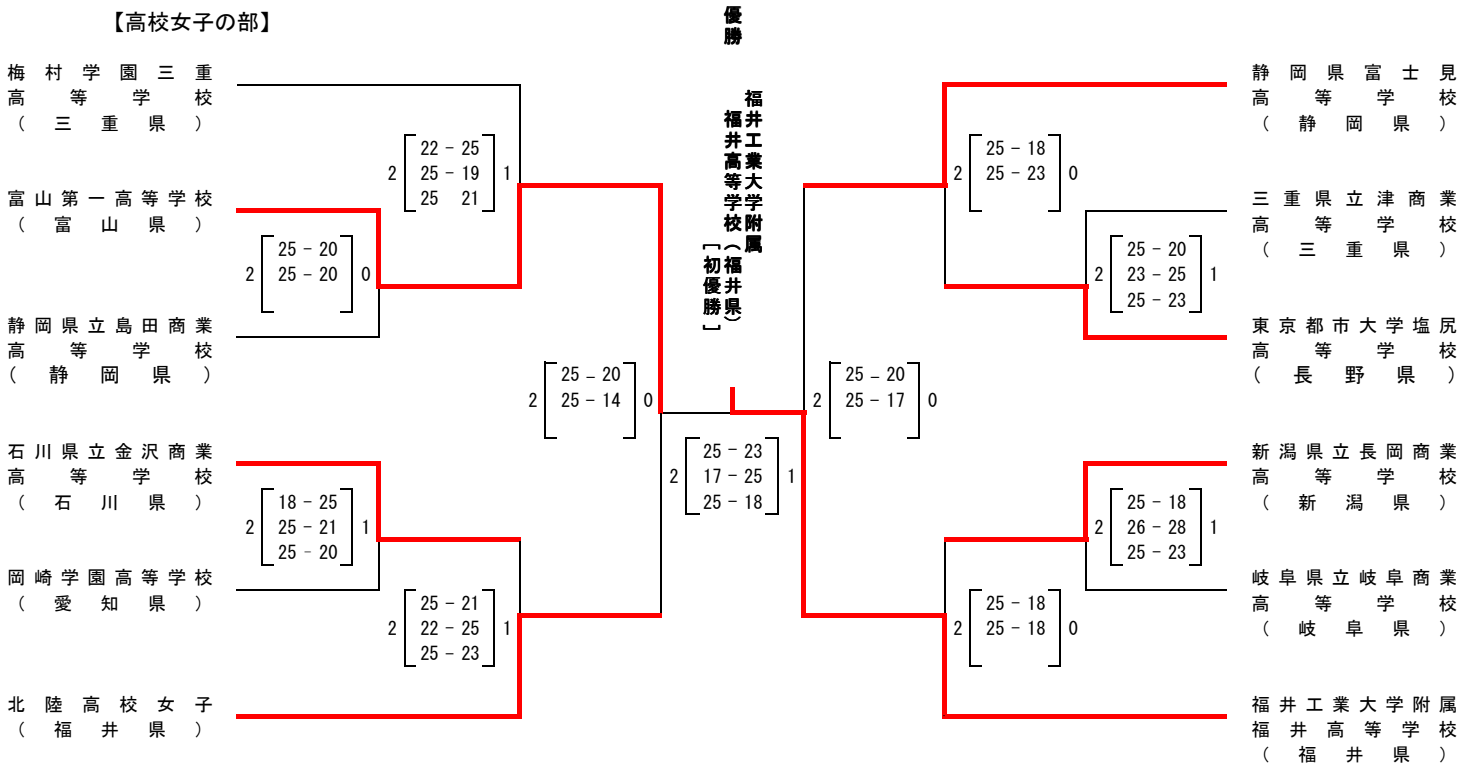 【高校女子の部】
優勝
福井工業大学附属
福井高等学校(福井県)
[初優勝]
梅村学園三重
高等学校
(三重県)
22 - 25
25 - 19
25 21
2
1
富山第一高等学校
(富山県)
25 - 20
25 - 20
2
0
静岡県立島田商業
高等学校
(静岡県)
25 - 20
25 - 14
2
0
石川県立金沢商業
高等学校
(石川県)
18 - 25
25 - 21
25 - 20
2
1
岡崎学園高等学校
(愛知県)
25 - 21
22 - 25
25 - 23
2
1
北陸高校女子
(福井県)
25 - 23
17 - 25
25 - 18
2
1
静岡県富士見
高等学校
(静岡県)
25 - 18
25 - 23
2
0
三重県立津商業
高等学校
(三重県)
25 - 20
23 - 25
25 - 23
2
1
東京都市大学塩尻
高等学校
(長野県)
25 - 20
25 - 17
2
0
新潟県立長岡商業
高等学校
(新潟県)
25 - 18
26 - 28
25 - 23
2
1
岐阜県立岐阜商業
高等学校
(岐阜県)
25 - 18
25 - 18
2
0
福井工業大学附属
福井高等学校
(福井県)